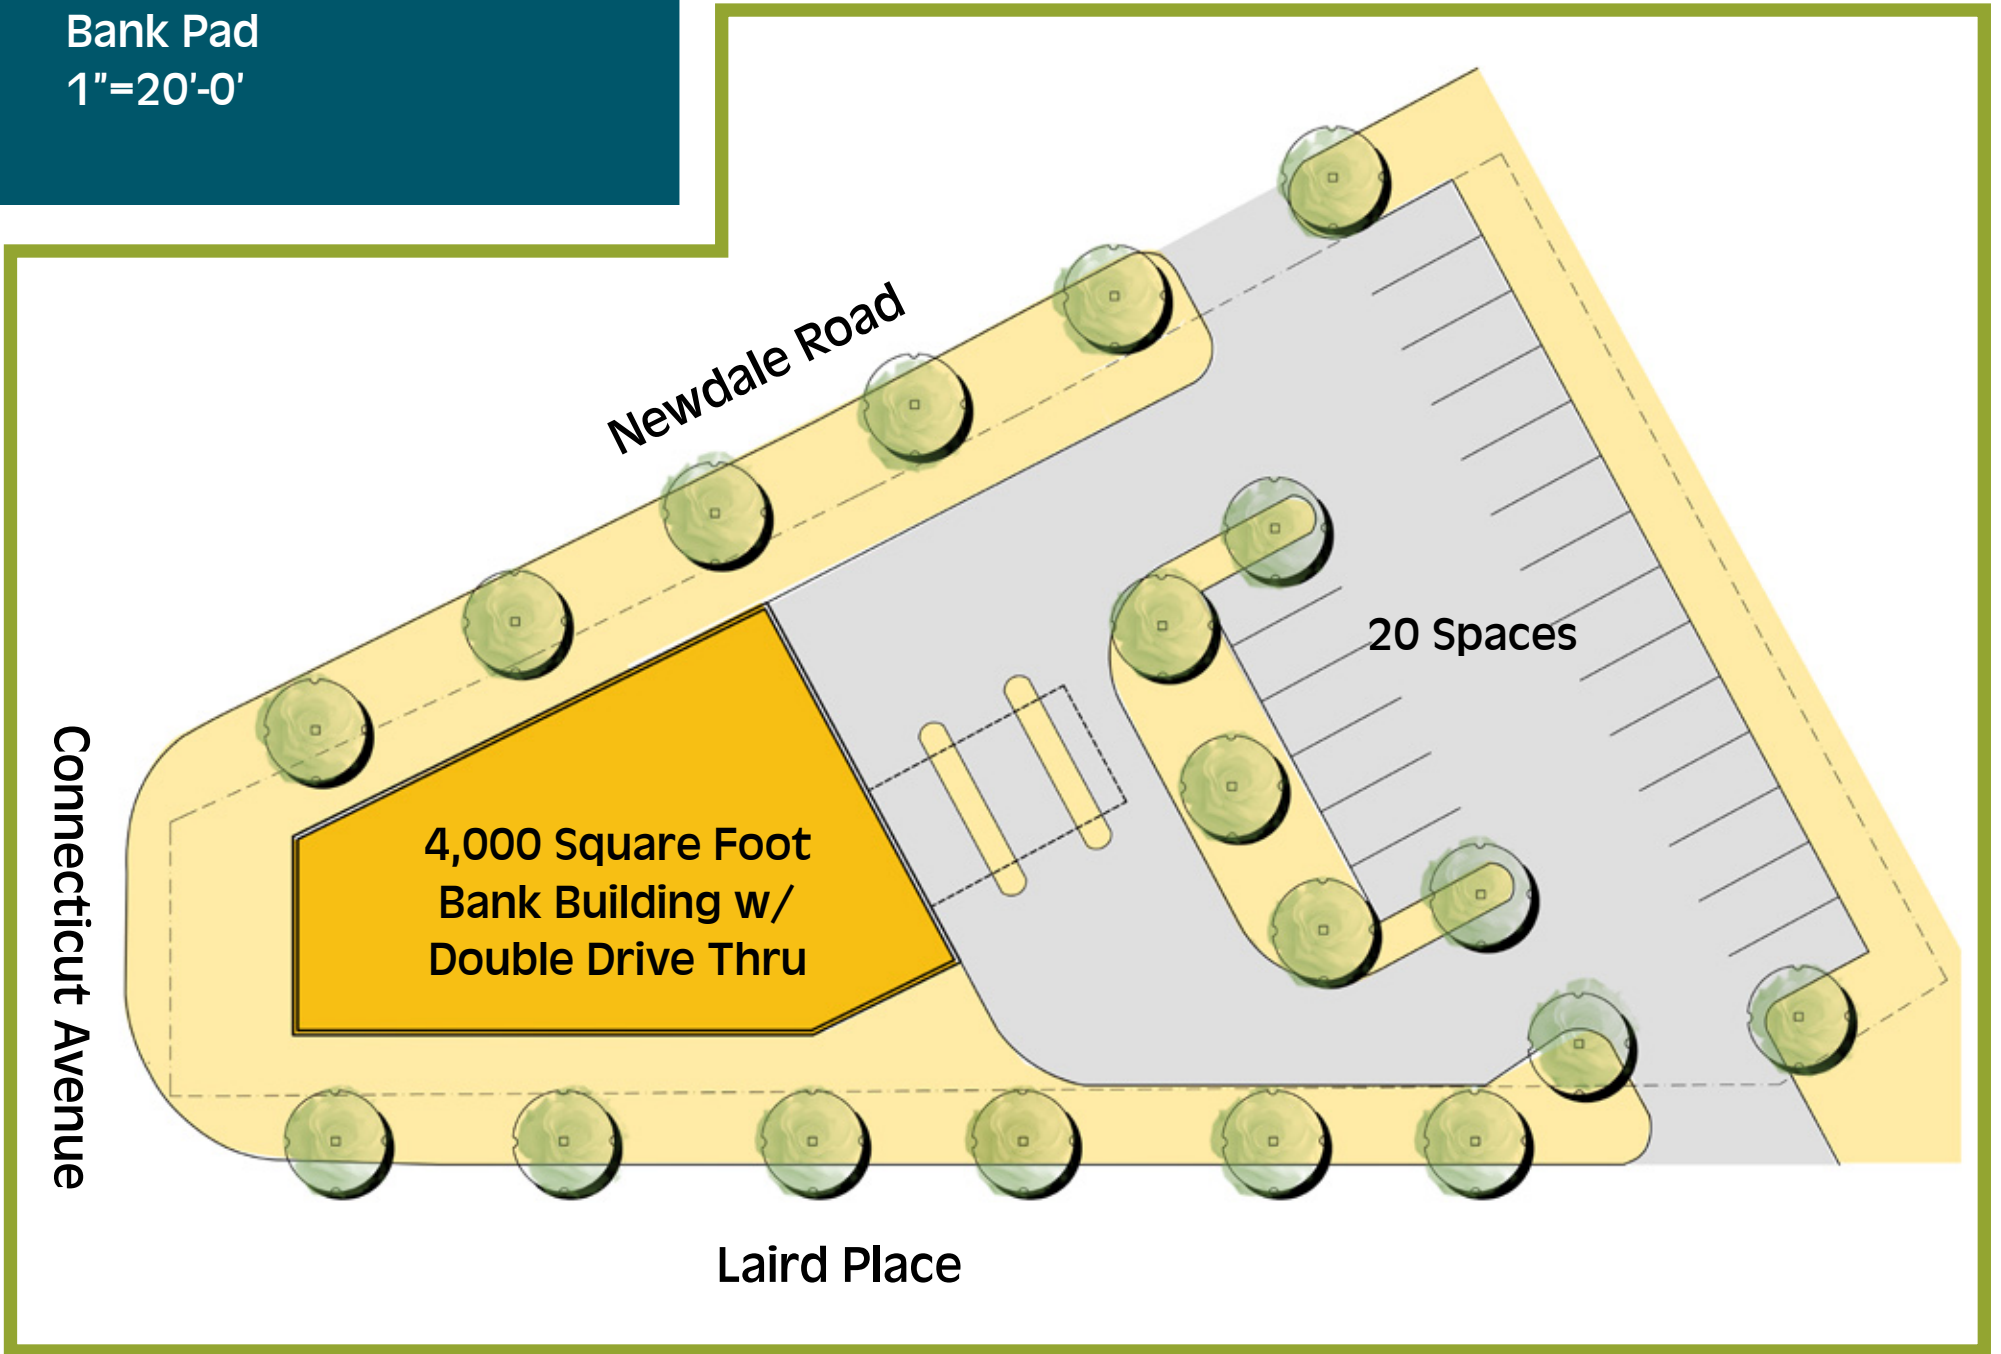 Bank Pad
1"=20'-0'
Newdale Road
20 Spaces
4,000 Square Foot
Bank Building w/
Double Drive Thru
Connecticut Avenue
Laird Place